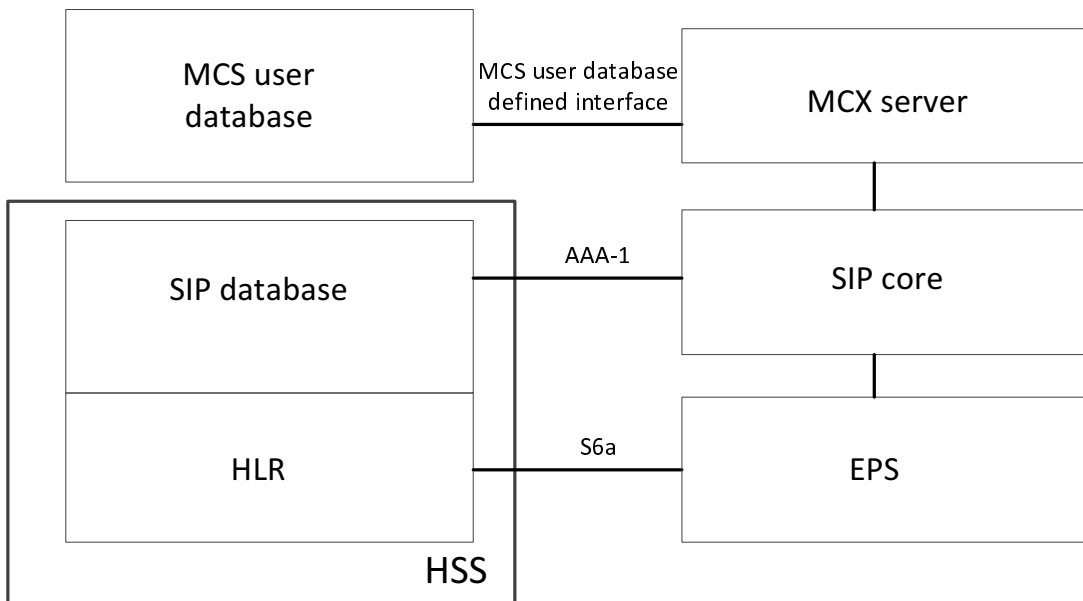 MCS user
database
MCS user database
defined interface
MCX server
SIP database
AAA-1
SIP core
HLR
S6a
EPS
HSS